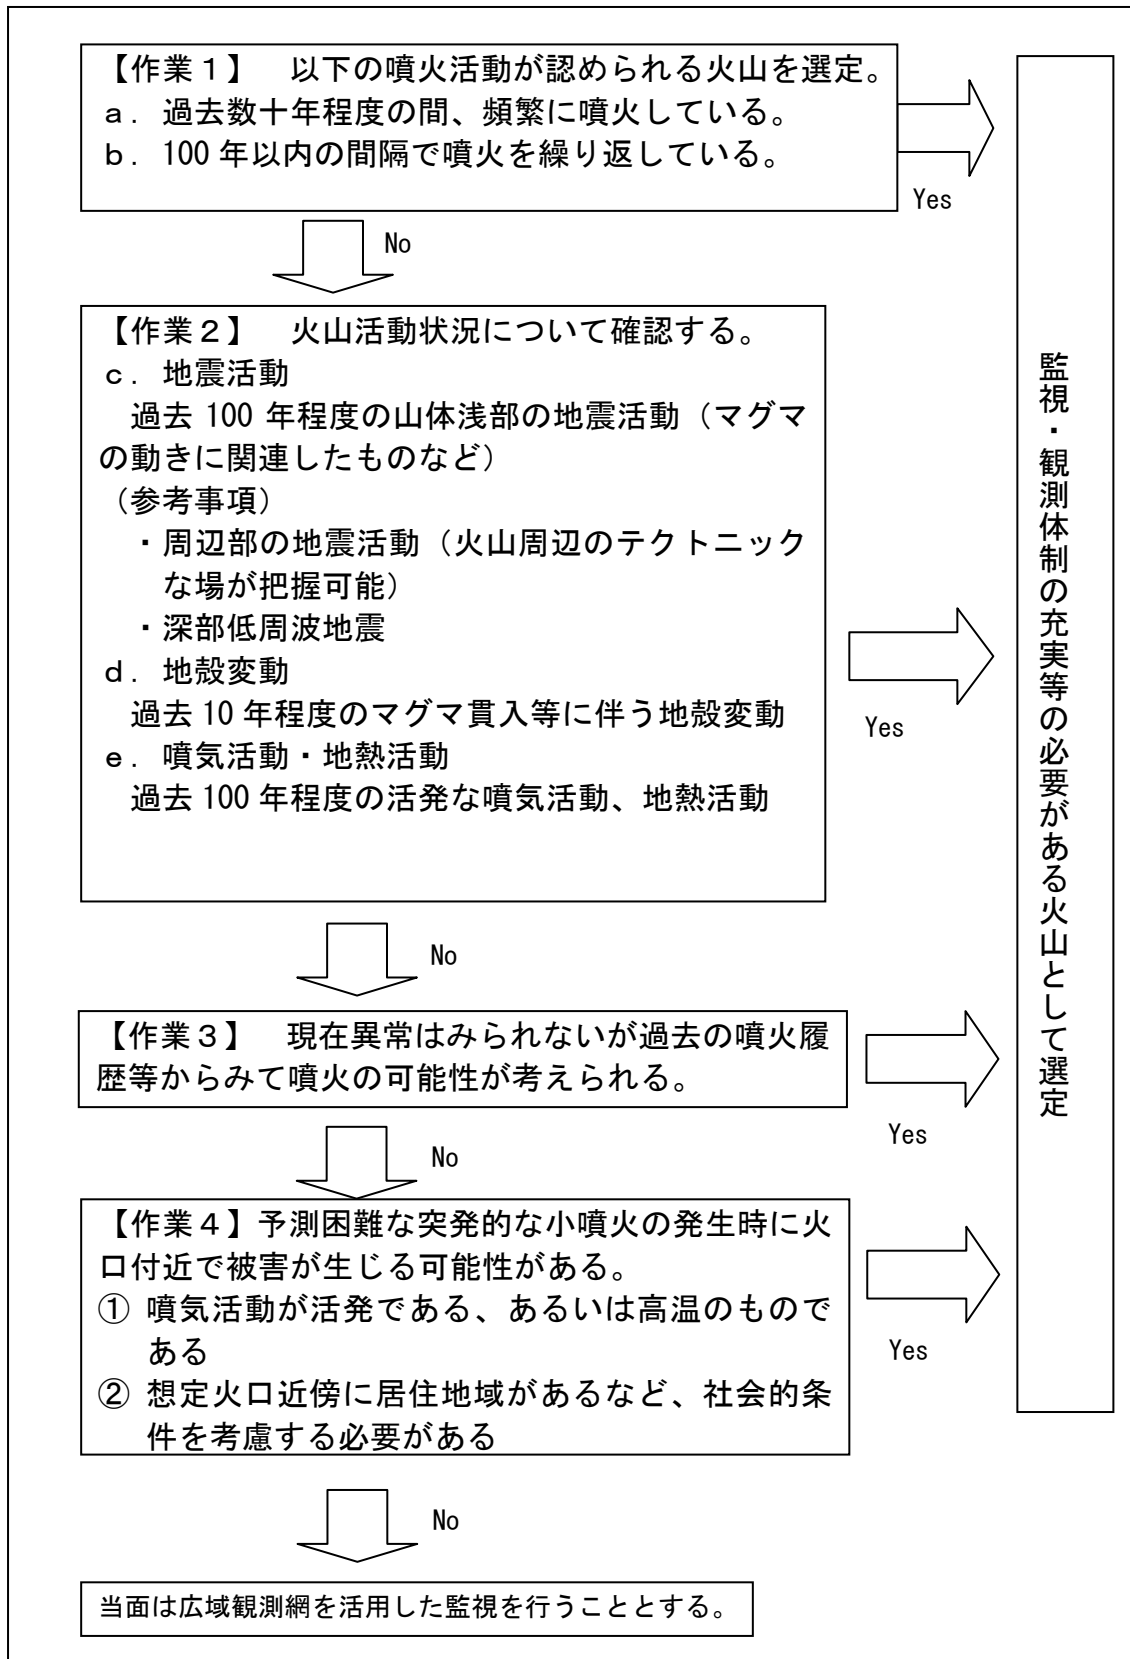 【作業１】　以下の噴火活動が認められる火山を選定。
ａ．過去数十年程度の間、頻繁に噴火している。
ｂ．100年以内の間隔で噴火を繰り返している。
Yes
No
【作業２】　火山活動状況について確認する。
ｃ．地震活動
過去 100 年程度の山体浅部の地震活動（マグマ
の動きに関連したものなど）
（参考事項）
・周辺部の地震活動（火山周辺のテクトニック
な場が把握可能）
・深部低周波地震
ｄ．地殻変動
過去 10 年程度のマグマ貫入等に伴う地殻変動
ｅ．噴気活動・地熱活動
過去 100 年程度の活発な噴気活動、地熱活動
Yes
No
【作業３】　現在異常はみられないが過去の噴火履
歴等からみて噴火の可能性が考えられる。
Yes
No
【作業４】予測困難な突発的な小噴火の発生時に火
口付近で被害が生じる可能性がある。
① 噴気活動が活発である、あるいは高温のもので
ある
② 想定火口近傍に居住地域があるなど、社会的条
件を考慮する必要がある
Yes
No
当面は広域観測網を活用した監視を行うこととする。
監視・観測体制の充実等の必要がある火山として選定